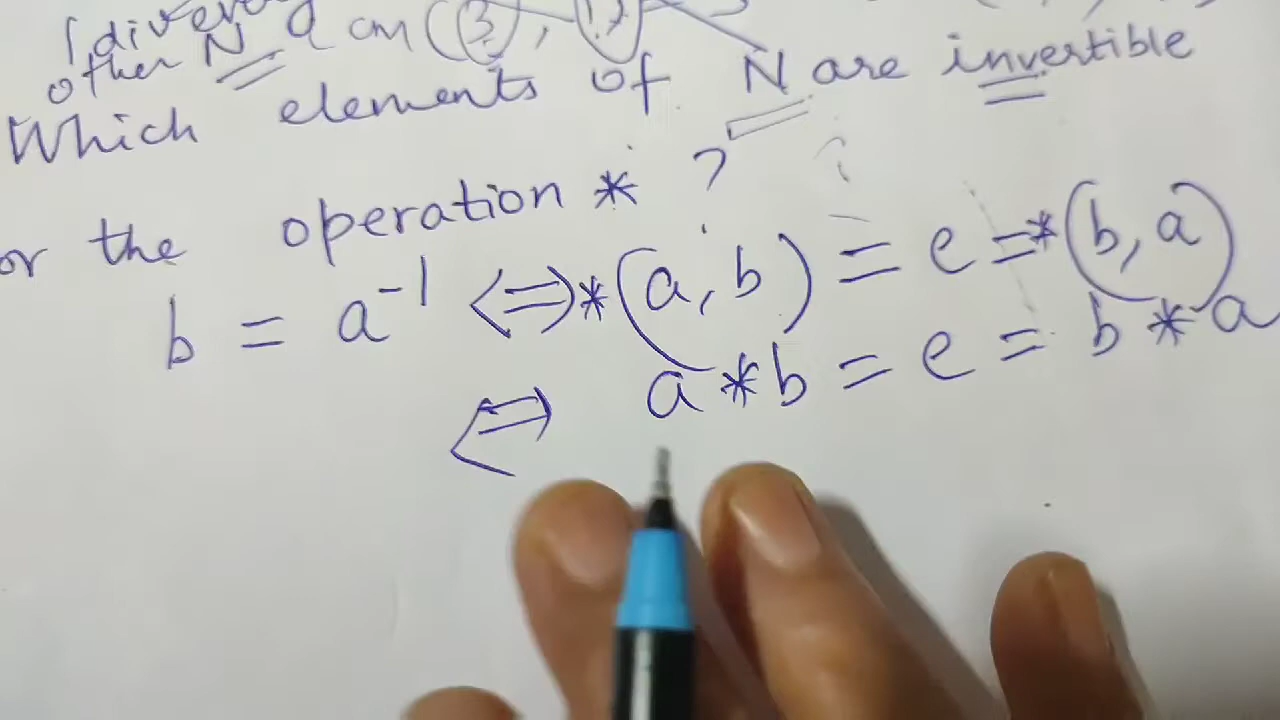 other N
Which elements of N are invertible
or the operation * ?
b = a⁻¹ ⇔ *(a, b) = e = *(b, a)
⇔ a * b = e = b * a